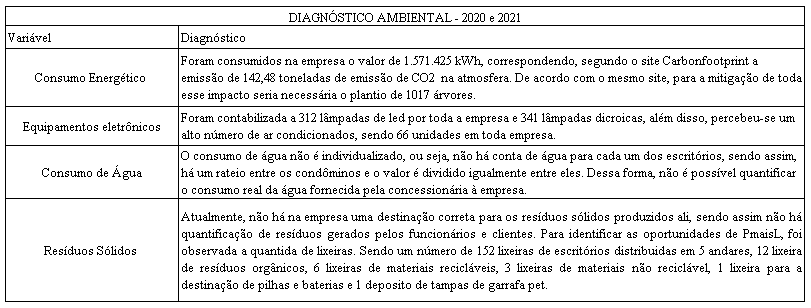 DIAGNÓSTICO AMBIENTAL - 2020 e 2021
Variável Diagnóstico
Consumo Energético
Foram consumidos na empresa o valor de 1.571.425 kWh, correspondendo, segundo o site Carbonfootprint a
emissão de 142,48 toneladas de emissão de CO2 na atmosfera. De acordo com o mesmo site, para a mitigação de toda
esse impacto seria necessária o plantio de 1017 árvores.
Equipamentos eletrônicos
Foram contabilizada a 312 lâmpadas de led por toda a empresa e 341 lâmpadas dicroicas, além disso, percebeu-se um
alto número de ar condicionados, sendo 66 unidades em toda empresa.
Consumo de Água
O consumo de água não é individualizado, ou seja, não há conta de água para cada um dos escritórios, sendo assim,
há um rateio entre os condôminos e o valor é dividido igualmente entre eles. Dessa forma, não é possível quantificar
o consumo real da água fornecida pela concessionária à empresa.
Resíduos Sólidos
Atualmente, não há na empresa uma destinação correta para os resíduos sólidos produzidos ali, sendo assim não há
quantificação de resíduos gerados pelos funcionários e clientes. Para identificar as oportunidades de PmaisL, foi
observada a quantida de lixeiras. Sendo um número de 152 lixeiras de escritórios distribuidas em 5 andares, 12 lixeira
de resíduos orgânicos, 6 lixeiras de materiais recicláveis, 3 lixeiras de materiais não reciclável, 1 lixeira para a
destinação de pilhas e baterias e 1 deposito de tampas de garrafa pet.